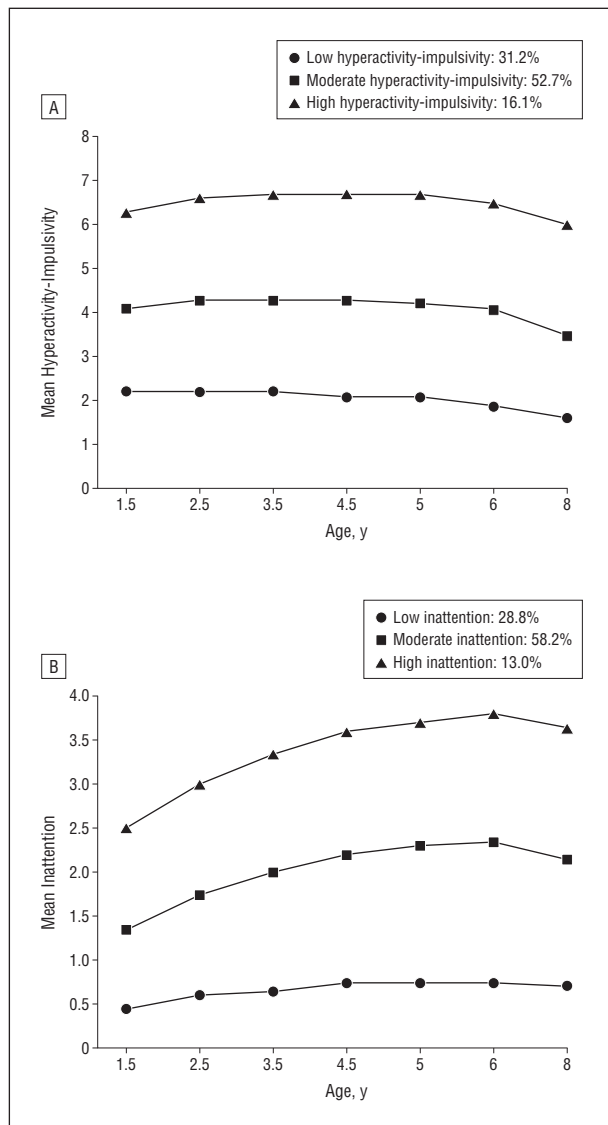 Low hyperactivity-impulsivity: 31.2%
Moderate hyperactivity-impulsivity: 52.7%
High hyperactivity-impulsivity: 16.1%
A
8
7
6
5
4
3
2
1
0
Mean Hyperactivity-Impulsivity
1.5 2.5 3.5 4.5 5 6 8
Age, y
Low inattention: 28.8%
Moderate inattention: 58.2%
High inattention: 13.0%
B
4.0
3.5
3.0
2.5
2.0
1.5
1.0
0.5
0
Mean Inattention
1.5 2.5 3.5 4.5 5 6 8
Age, y